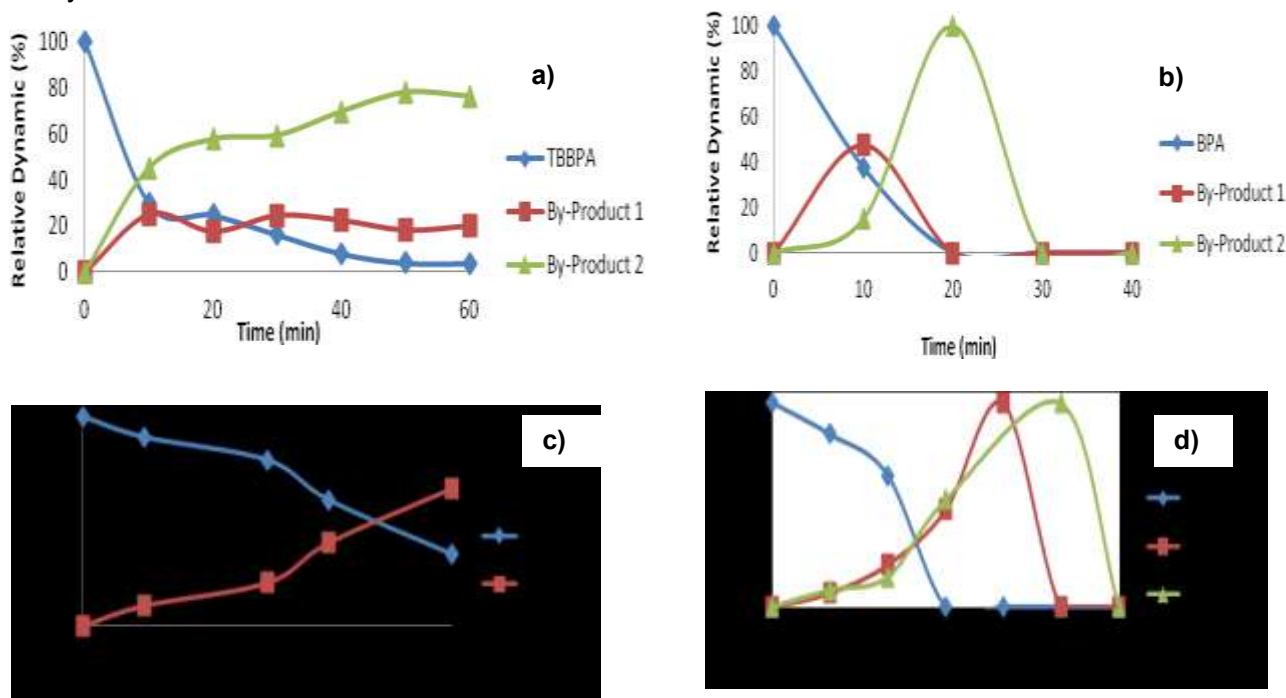 Relative Dynamic (%)
100
80
60
40
20
0
0
20
40
60
Time (min)
a)
TBBPA
By-Product 1
By-Product 2
Relative Dynamic (%)
100
80
60
40
20
0
0
10
20
30
40
Time (min)
b)
BPA
By-Product 1
By-Product 2
c)
d)